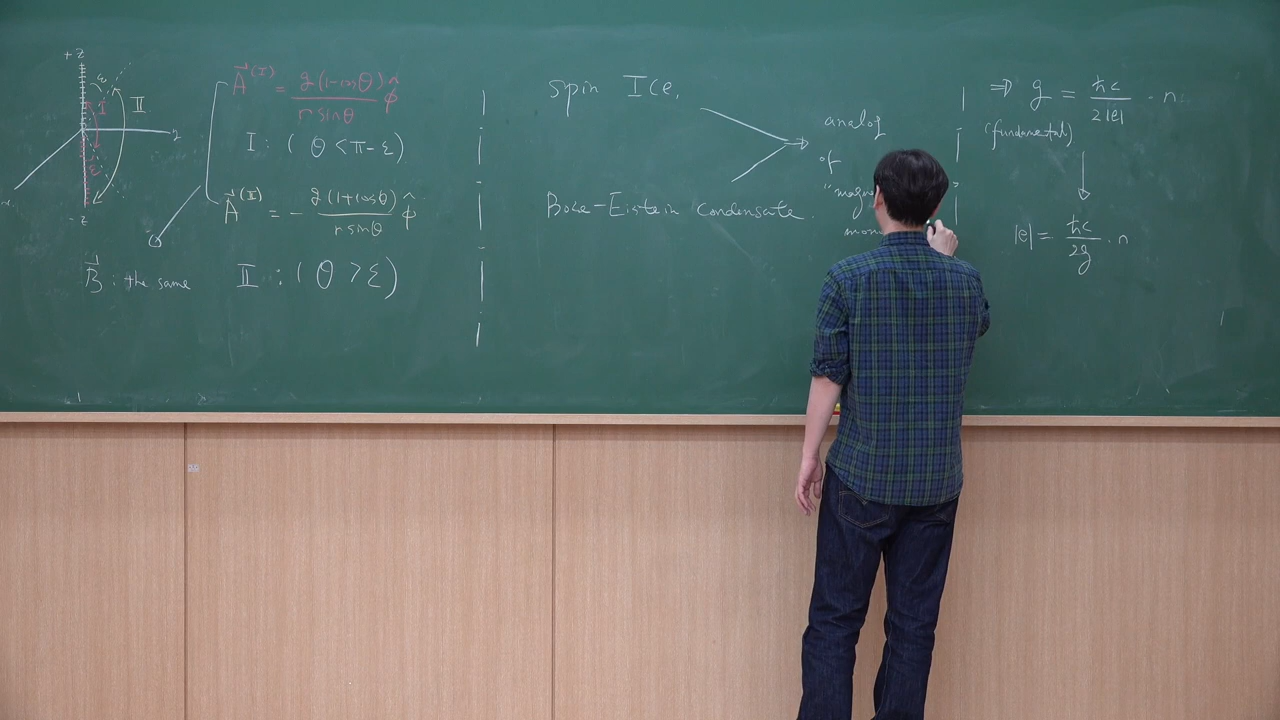 +z
ε
I
II
y
ε
-z
x
A⃗^(I) = g(1-cosθ)/(r sinθ) φ̂
I : ( θ < π-ε )
A⃗^(II) = - g(1+cosθ)/(r sinθ) φ̂
B⃗ : the same
II : ( θ > ε )
spin Ice,
Bose-Eistein Condensate.
analog
of
⇒ g = ħc/2|e| · n
(fundamental)
|e| = ħc/2g · n